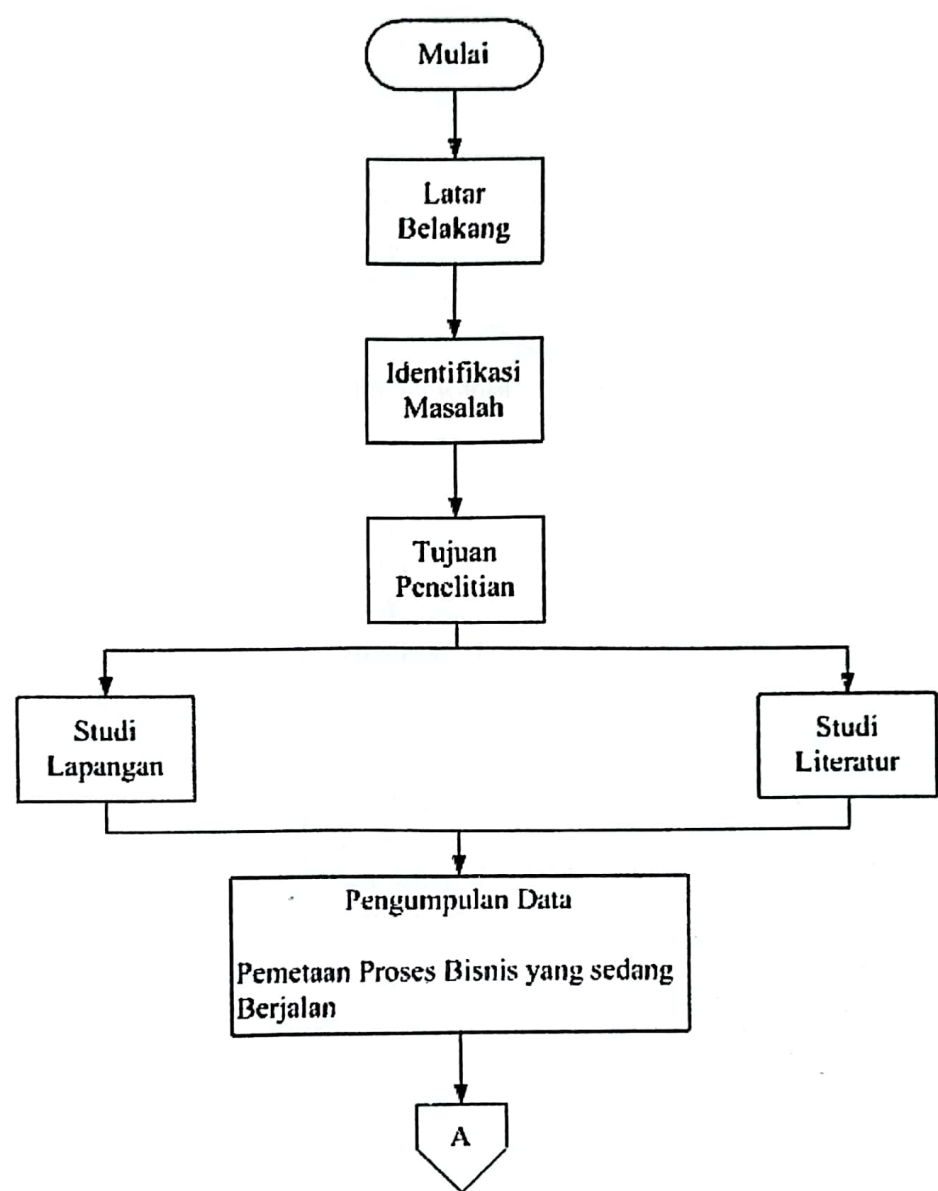 Mulai
Latar
Belakang
Identifikasi
Masalah
Tujuan
Penelitian
Studi
Lapangan
Studi
Literatur
Pengumpulan Data
Pemetaan Proses Bisnis yang sedang
Berjalan
A